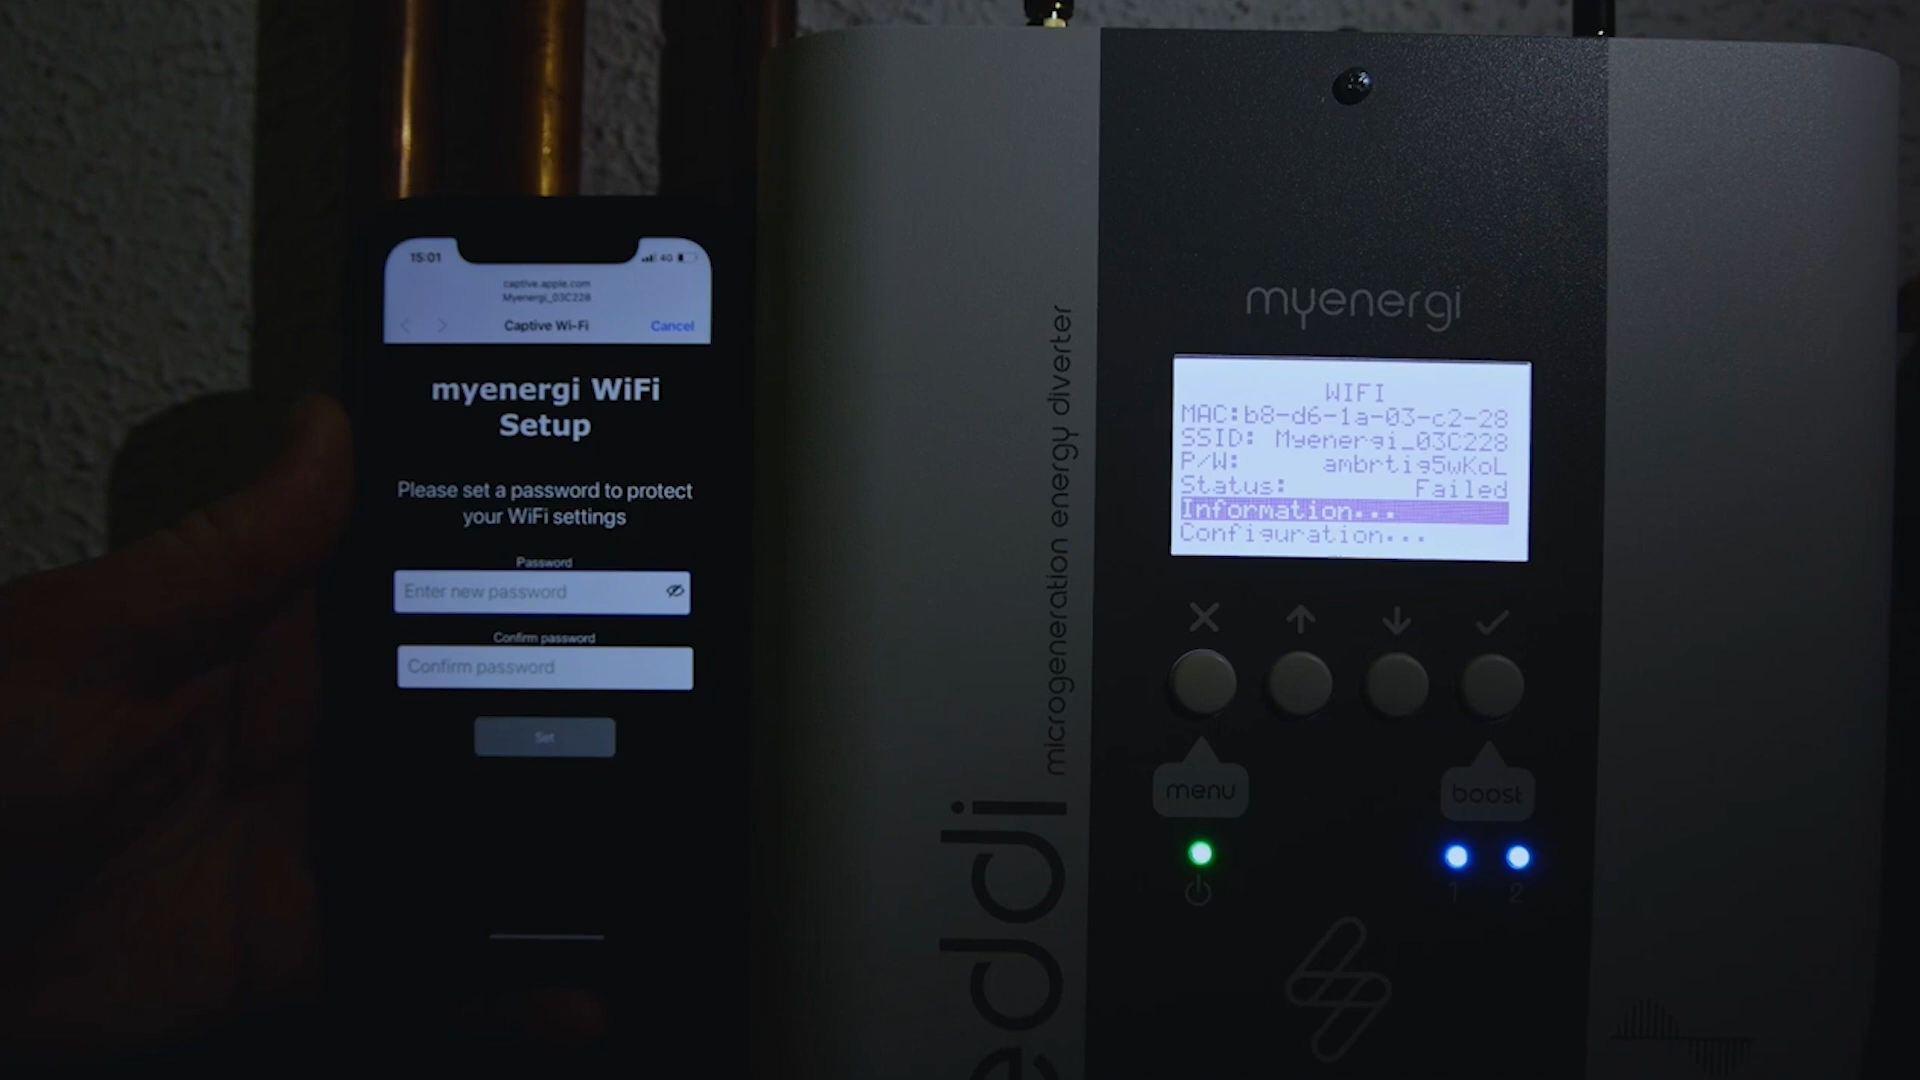 15:01
4G
captive.apple.com
Myenergi_03C228
Captive Wi-Fi
Cancel
myenergi WiFi
Setup
Please set a password to protect
your WiFi settings
Password
Enter new password
Confirm password
Confirm password
Set
eddi
microgeneration energy diverter
myenergi
WIFI
MAC:b8-d6-1a-03-c2-28
SSID: Myenergi_03C228
P/W: ambrtig5wKoL
Status: Failed
Information...
Configuration...
menu
boost
1
2